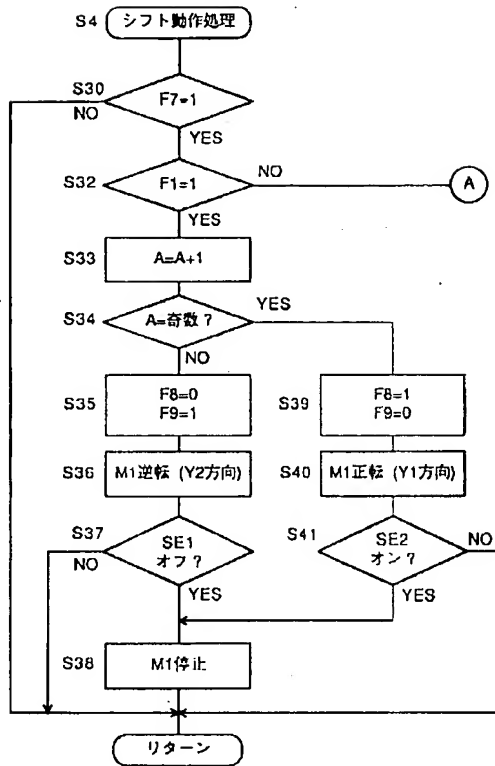 S4
シフト動作処理
S30
F7=1
NO
YES
S32
F1=1
NO
A
YES
S33
A=A+1
S34
A=奇数?
YES
NO
S35
F8=0
F9=1
S39
F8=1
F9=0
S36
M1逆転 (Y2方向)
S40
M1正転 (Y1方向)
S37
SE1
オフ?
NO
YES
S41
SE2
オン?
NO
YES
S38
M1停止
リターン